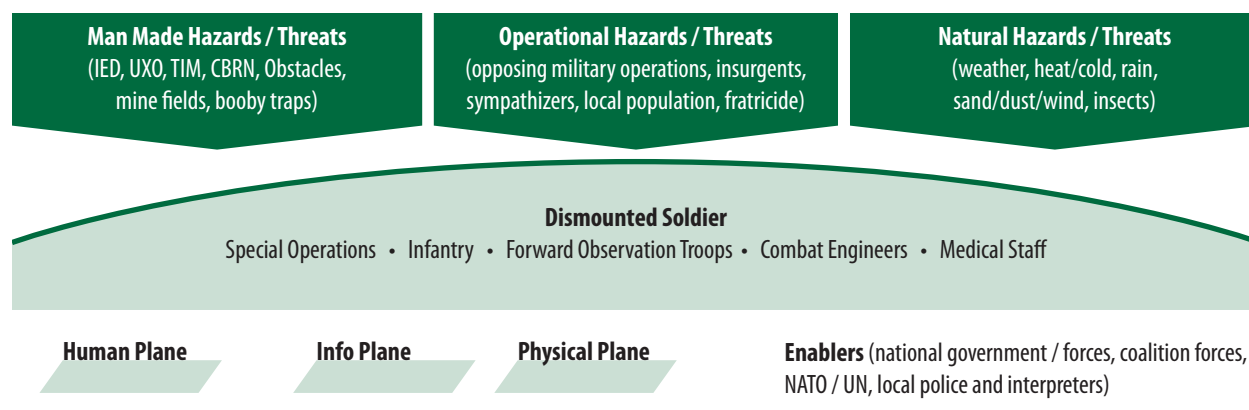 Man Made Hazards / Threats
(IED, UXO, TIM, CBRN, Obstacles,
mine fields, booby traps)
Operational Hazards / Threats
(opposing military operations, insurgents,
sympathizers, local population, fratricide)
Natural Hazards / Threats
(weather, heat/cold, rain,
sand/dust/wind, insects)
Dismounted Soldier
Special Operations • Infantry • Forward Observation Troops • Combat Engineers • Medical Staff
Human Plane
Info Plane
Physical Plane
Enablers (national government / forces, coalition forces,
NATO / UN, local police and interpreters)